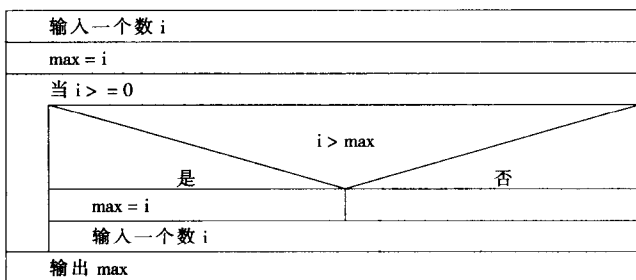 输入一个数 i
max = i
当 i > = 0
i > max
是 否
max = i
输入一个数 i
输出 max